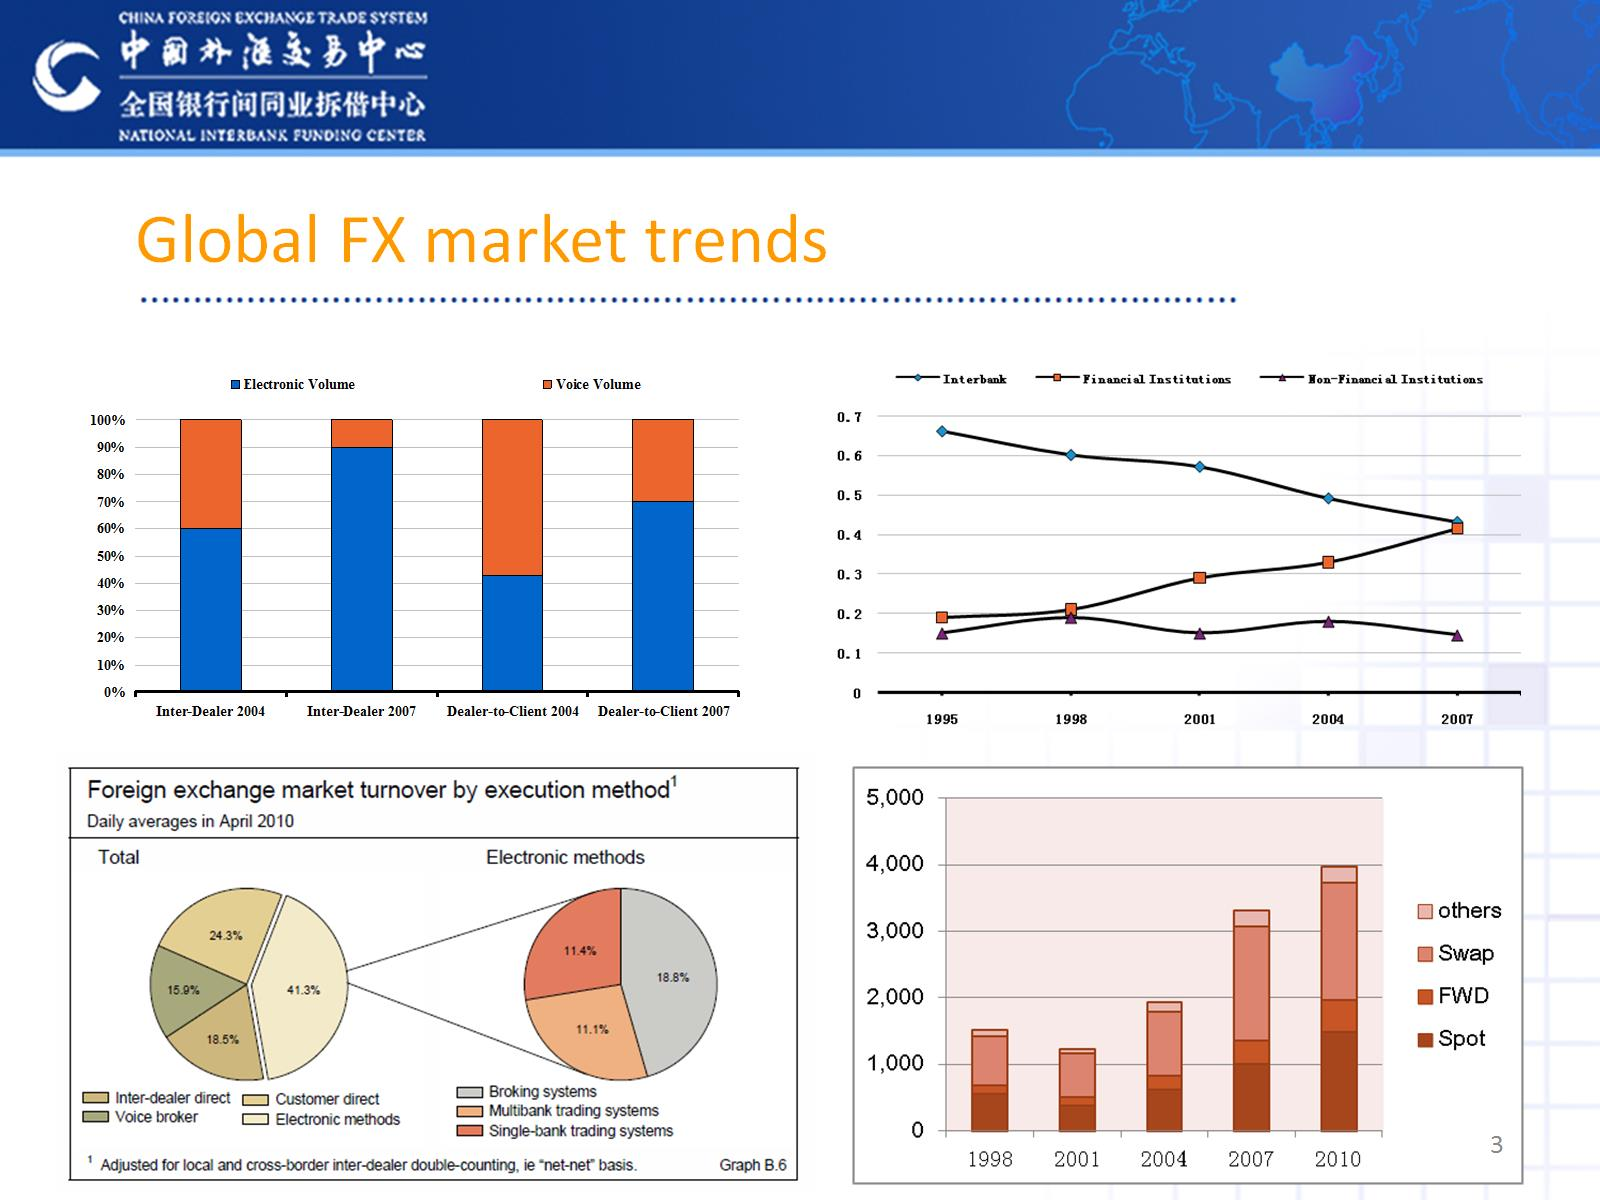 CHINA FOREIGN EXCHANGE TRADE SYSTEM
中国外汇交易中心
全国银行间同业拆借中心
NATIONAL INTERBANK FUNDING CENTER
Global FX market trends
Electronic Volume Voice Volume
100%
90%
80%
70%
60%
50%
40%
30%
20%
10%
0%
Inter-Dealer 2004 Inter-Dealer 2007 Dealer-to-Client 2004 Dealer-to-Client 2007
Interbank Financial Institutions Non-Financial Institutions
0.7
0.6
0.5
0.4
0.3
0.2
0.1
0
1995 1998 2001 2004 2007
Foreign exchange market turnover by execution method1
Daily averages in April 2010
Total Electronic methods
24.3%
15.9%
41.3%
18.5%
11.4%
18.8%
11.1%
Inter-dealer direct Customer direct
Voice broker Electronic methods
Broking systems
Multibank trading systems
Single-bank trading systems
1 Adjusted for local and cross-border inter-dealer double-counting, ie “net-net” basis. Graph B.6
5,000
4,000
3,000
2,000
1,000
0
1998 2001 2004 2007 2010
others
Swap
FWD
Spot
3